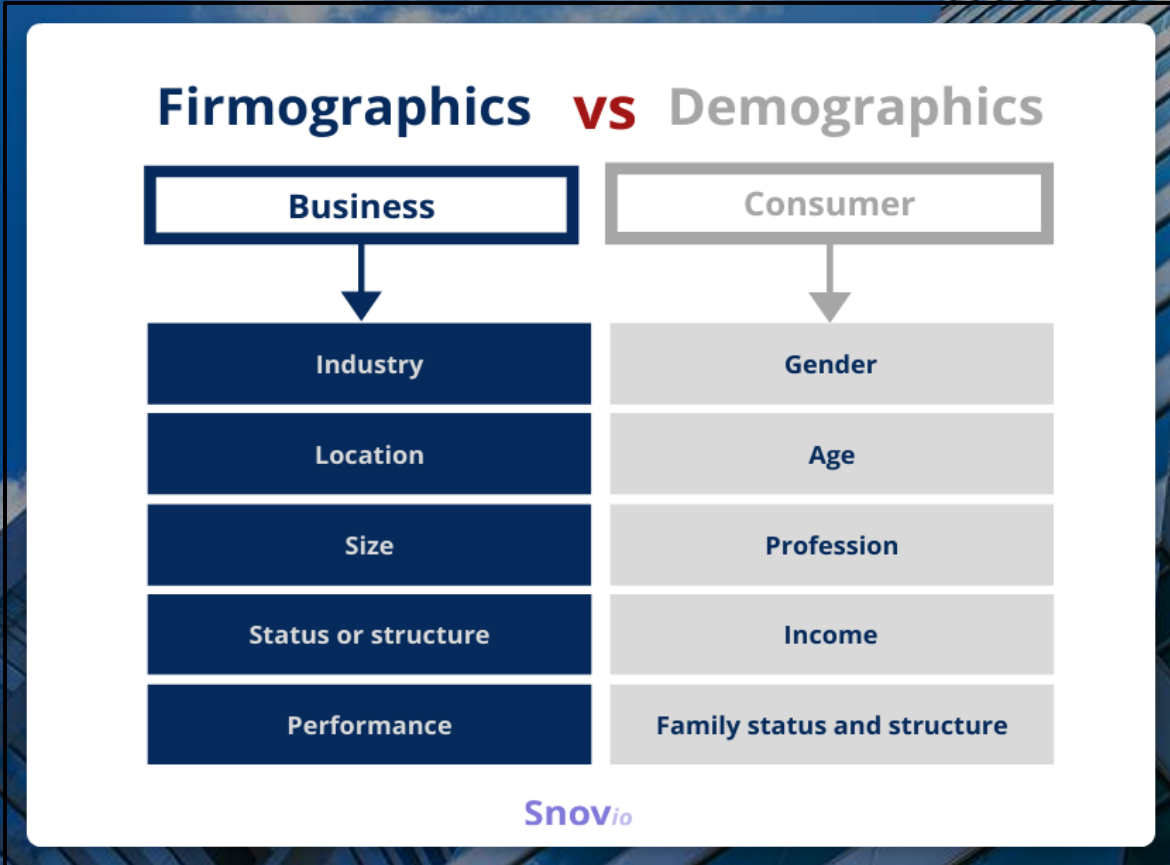 Firmographics vs Demographics
Business
Consumer
Industry
Gender
Location
Age
Size
Profession
Status or structure
Income
Performance
Family status and structure
Snovio